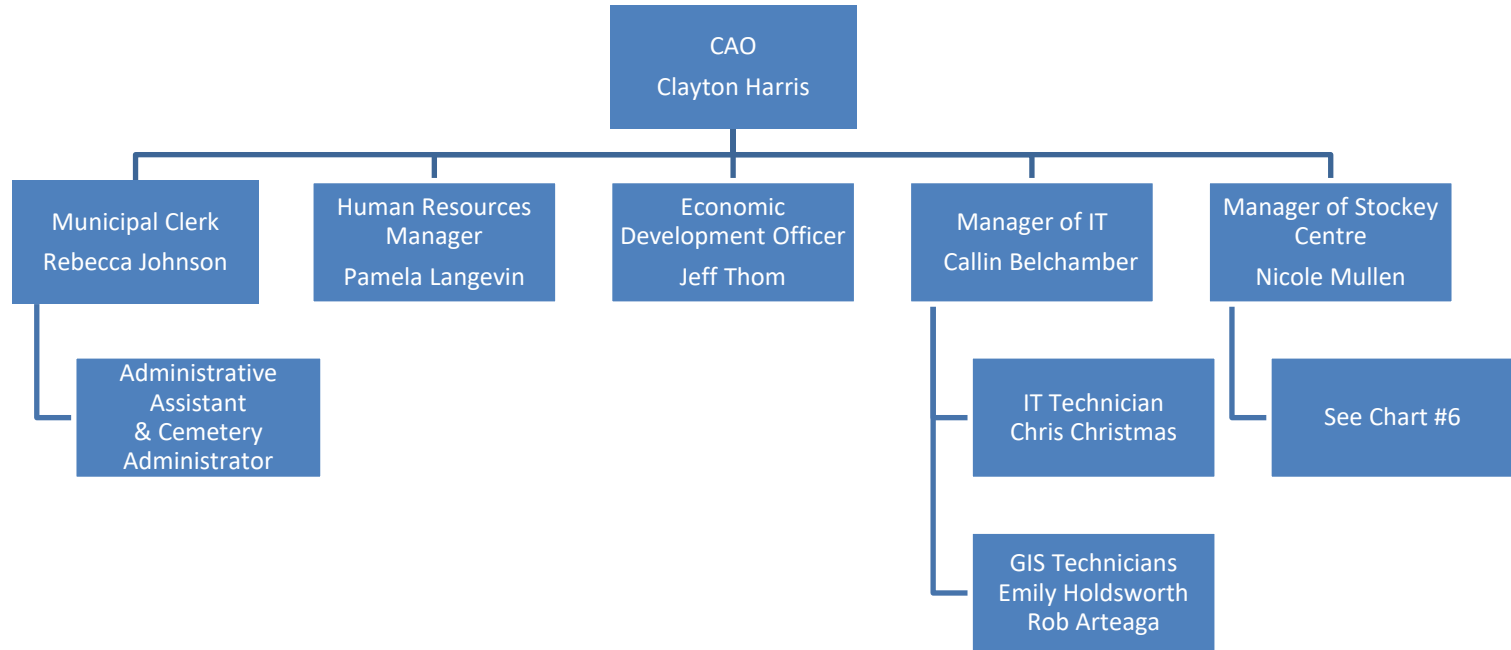 CAO
Clayton Harris
Municipal Clerk
Rebecca Johnson
Human Resources
Manager
Pamela Langevin
Economic
Development Officer
Jeff Thom
Manager of IT
Callin Belchamber
Manager of Stockey
Centre
Nicole Mullen
Administrative
Assistant
& Cemetery
Administrator
IT Technician
Chris Christmas
See Chart #6
GIS Technicians
Emily Holdsworth
Rob Arteaga